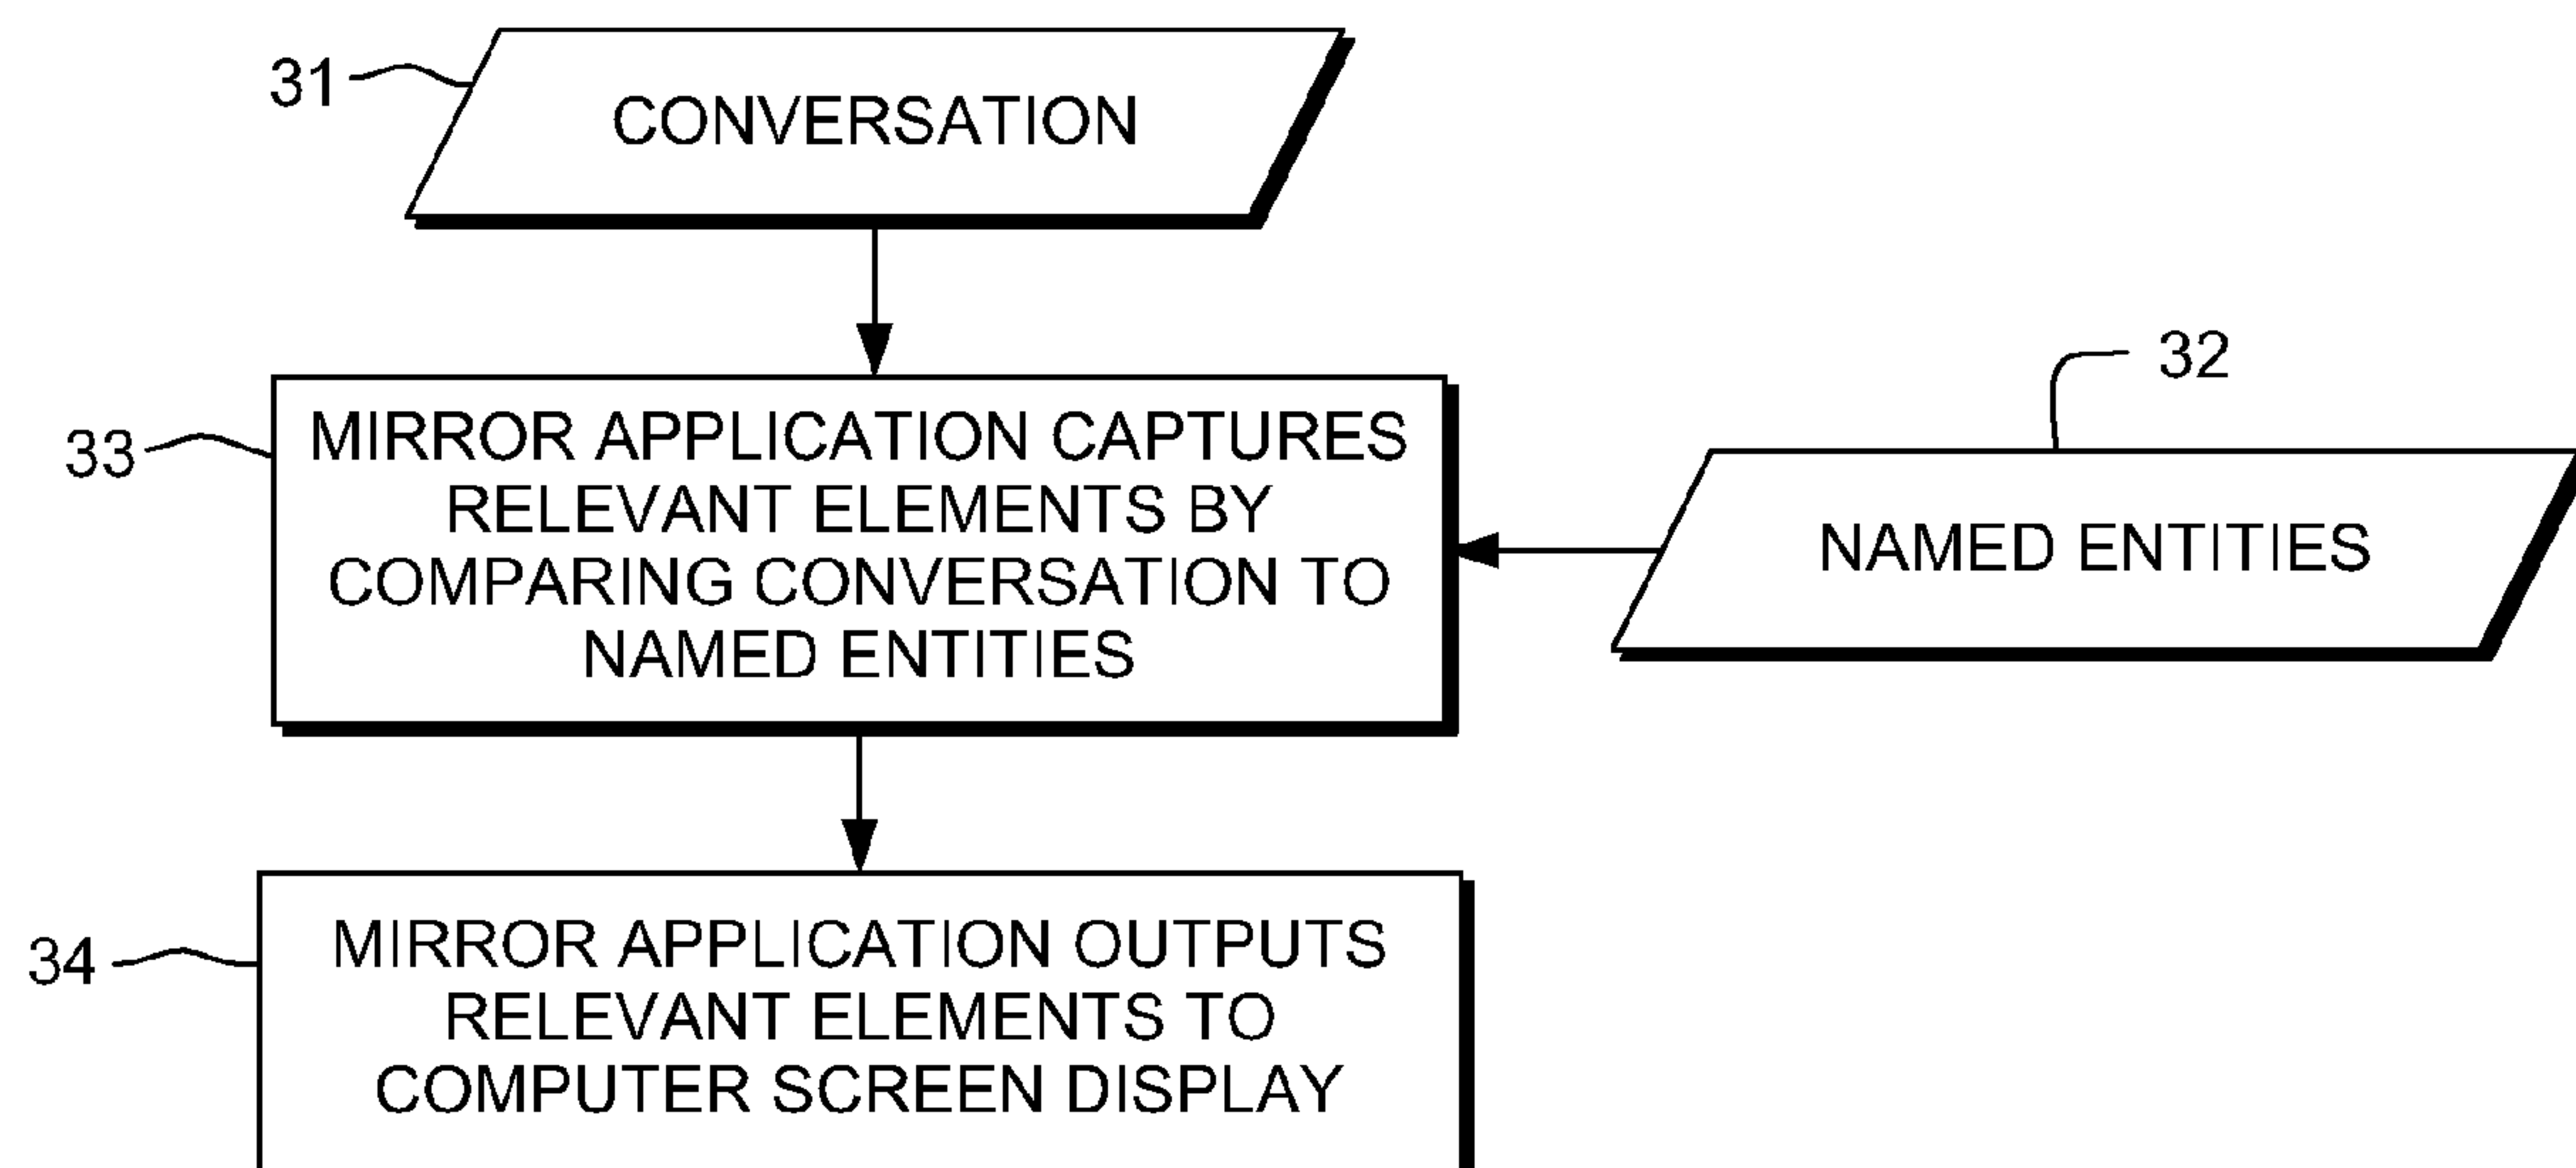 31
CONVERSATION
32
33
MIRROR APPLICATION CAPTURES
RELEVANT ELEMENTS BY
COMPARING CONVERSATION TO
NAMED ENTITIES
NAMED ENTITIES
34
MIRROR APPLICATION OUTPUTS
RELEVANT ELEMENTS TO
COMPUTER SCREEN DISPLAY